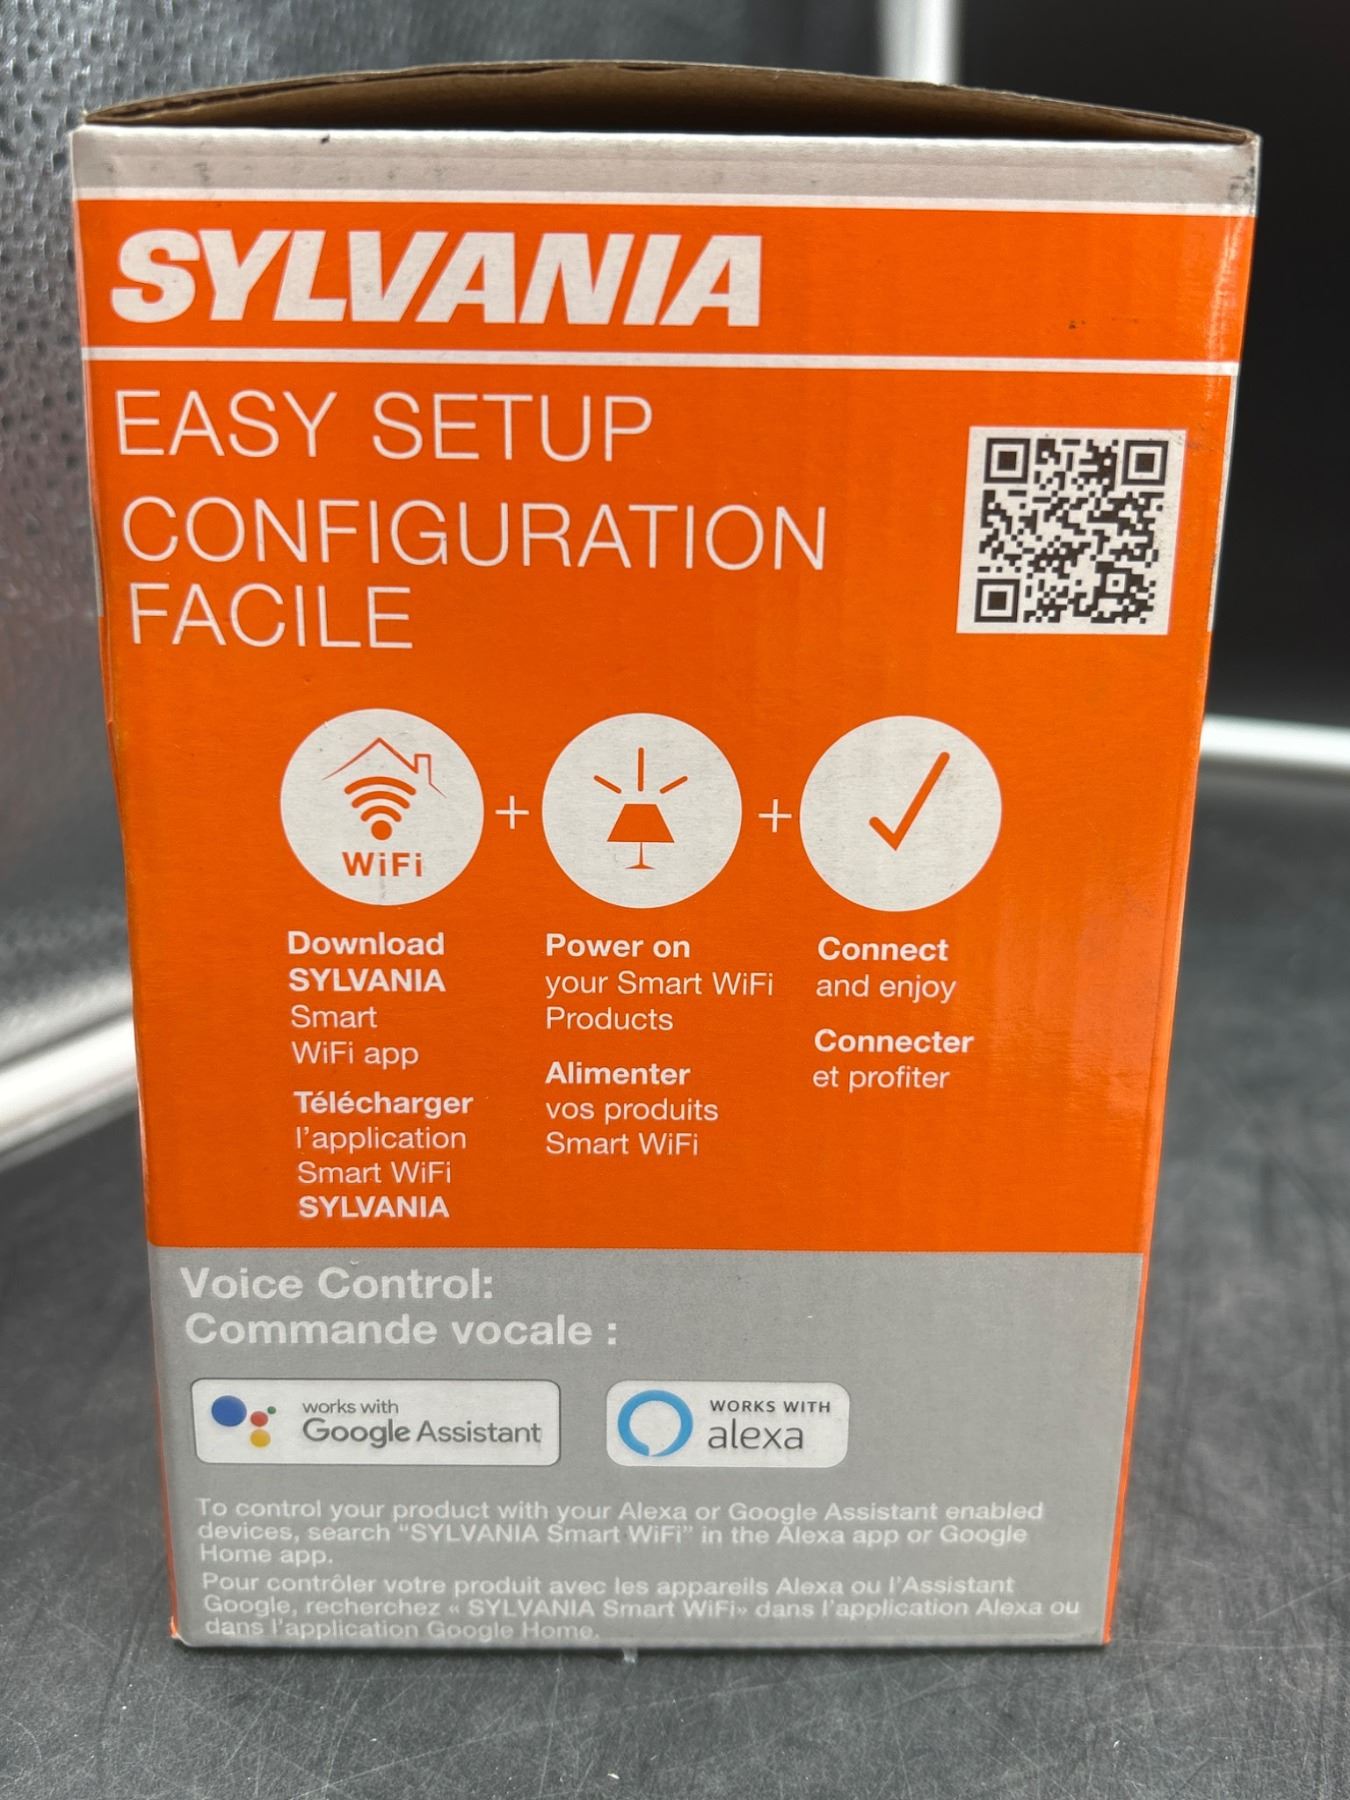 SYLVANIA
EASY SETUP
CONFIGURATION
FACILE
WiFi
+
+
Download
SYLVANIA
Smart
WiFi app
Télécharger
l'application
Smart WiFi
SYLVANIA
Power on
your Smart WiFi
Products
Alimenter
vos produits
Smart WiFi
Connect
and enjoy
Connecter
et profiter
Voice Control:
Commande vocale :
works with
Google Assistant
WORKS WITH
alexa
To control your product with your Alexa or Google Assistant enabled
devices, search "SYLVANIA Smart WiFi" in the Alexa app or Google
Home app.
Pour contrôler votre produit avec les appareils Alexa ou l'Assistant
Google, recherchez « SYLVANIA Smart WiFi» dans l'application Alexa ou
dans l'application Google Home.